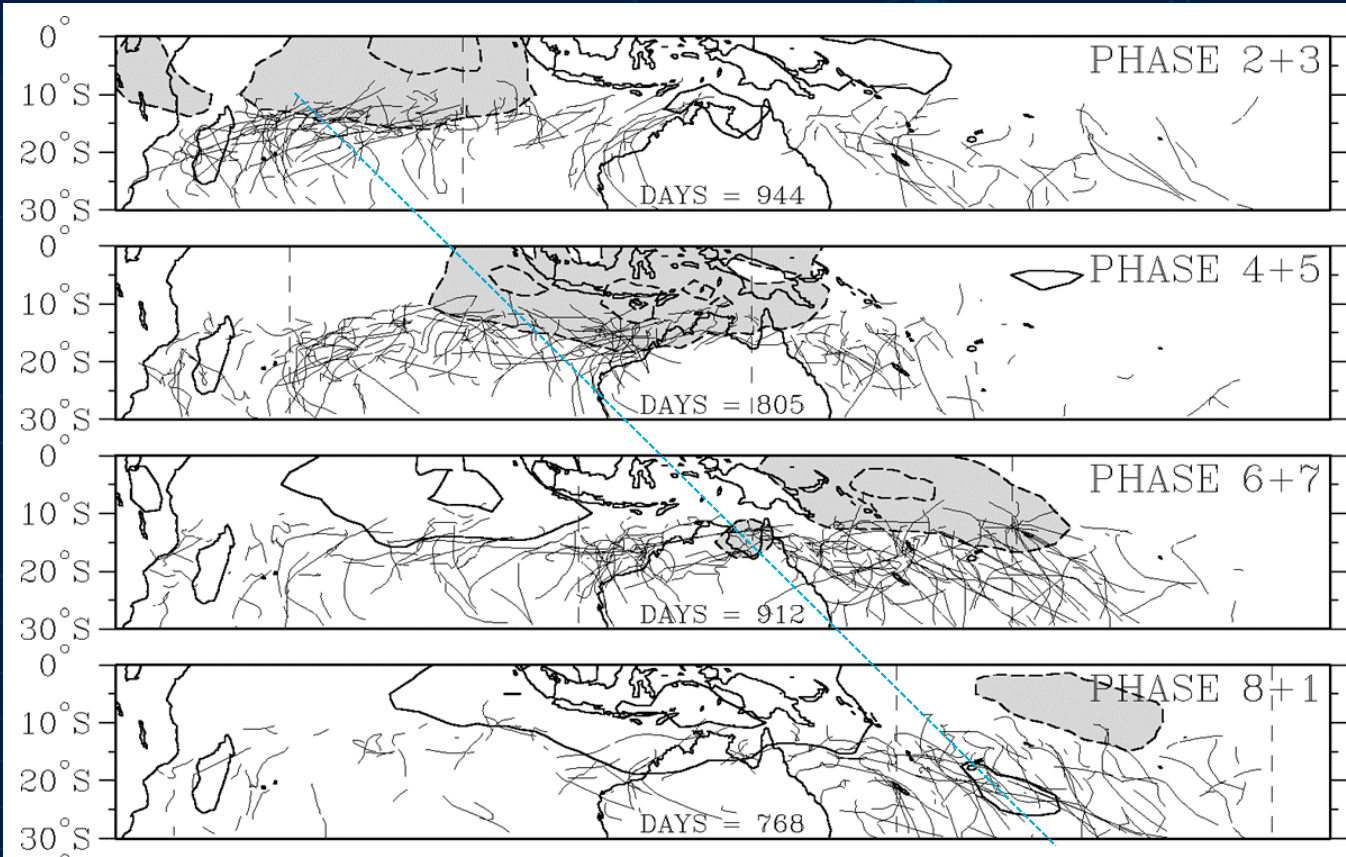 0°
10°S
20°S
30°S
PHASE 2+3
DAYS = 944
0°
10°S
20°S
30°S
PHASE 4+5
DAYS = 805
0°
10°S
20°S
30°S
PHASE 6+7
DAYS = 912
0°
10°S
20°S
30°S
PHASE 8+1
DAYS = 768